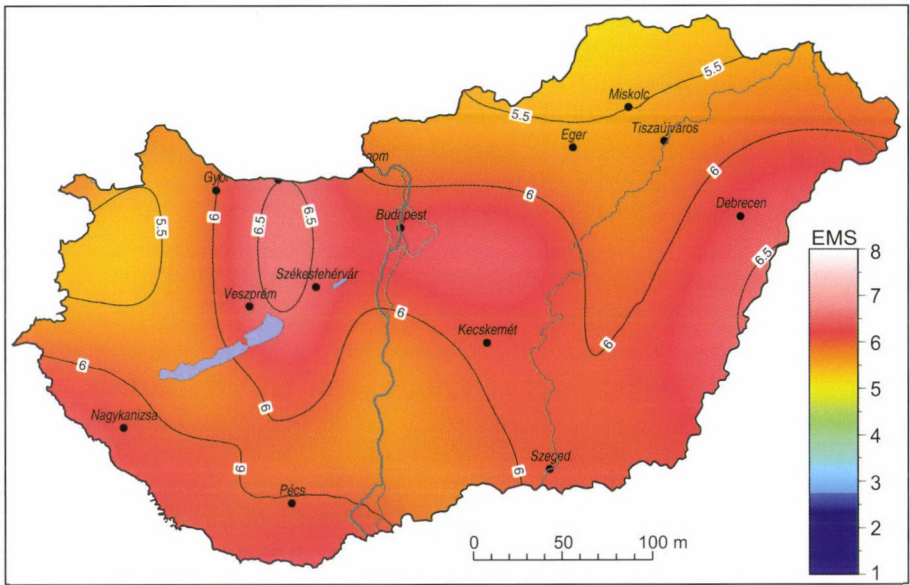 5.5
Miskolc
5.5
Eger
Tiszaújváros
gom
Győr
6
6
Debrecen
5.5
6
6.5
6.5
Budapest
6.5
EMS
8
Székesfehérvár
7
Veszprém
6
Kecskemét
6
6
6
5
6
Nagykanizsa
4
6
Szeged
6
3
Pécs
2
0 50 100 m
1